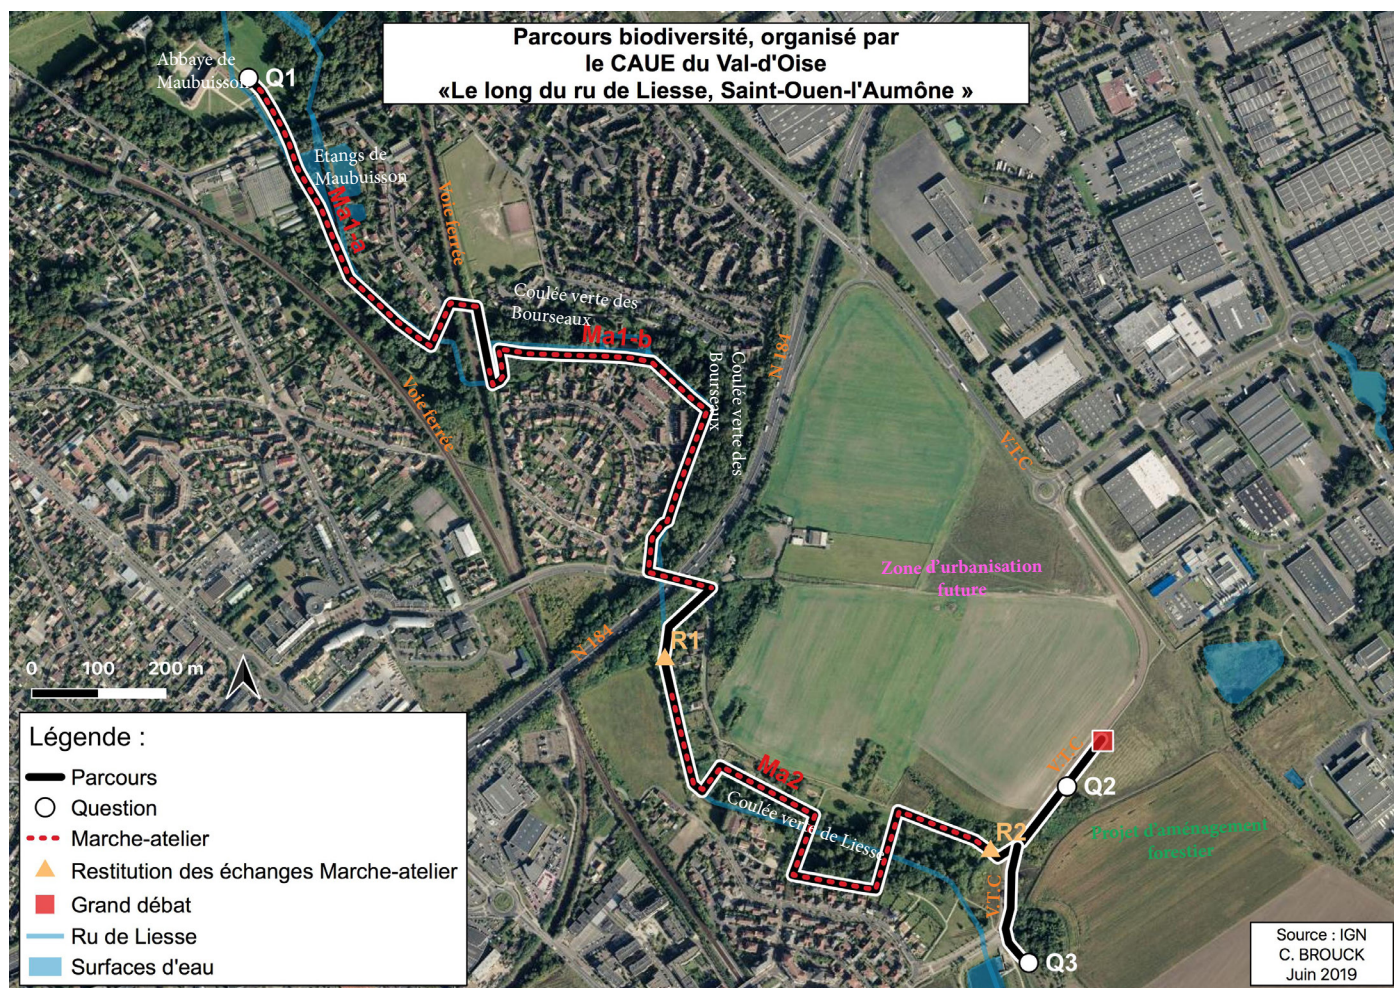 Parcours biodiversité, organisé par
le CAUE du Val-d'Oise
«Le long du ru de Liesse, Saint-Ouen-l'Aumône »
Abbaye de
Maubuisson
Q1
Etangs de
Maubuisson
Ma1-a
Voie ferrée
Coulée verte des
Bourseaux
Ma1-b
Coulée verte des
Bourseaux
N 184
Voie ferrée
V.T.C
Zone d'urbanisation
future
N 184
R1
0 100 200 m
Ma2
Coulée verte de Liesse
V.T.C
Q2
R2
Projet d'aménagement
forestier
V.T.C
Q3
Légende :
Parcours
Question
Marche-atelier
Restitution des échanges Marche-atelier
Grand débat
Ru de Liesse
Surfaces d'eau
Source : IGN
C. BROUCK
Juin 2019